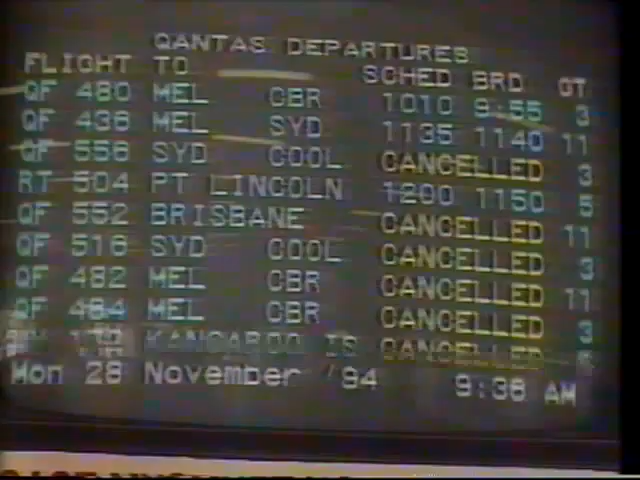 QANTAS DEPARTURES
FLIGHT TO SCHED BRD GT
QF 480 MEL CBR 1010 9:55 3
QF 436 MEL SYD 1135 1140 11
QF 556 SYD COOL CANCELLED 3
RT 504 PT LINCOLN 1200 1150 5
QF 552 BRISBANE CANCELLED 11
QF 516 SYD COOL CANCELLED 3
QF 482 MEL CBR CANCELLED 11
QF 484 MEL CBR CANCELLED 3
KANGAROO IS CANCELLED
Mon 28 November '94 9:36 AM